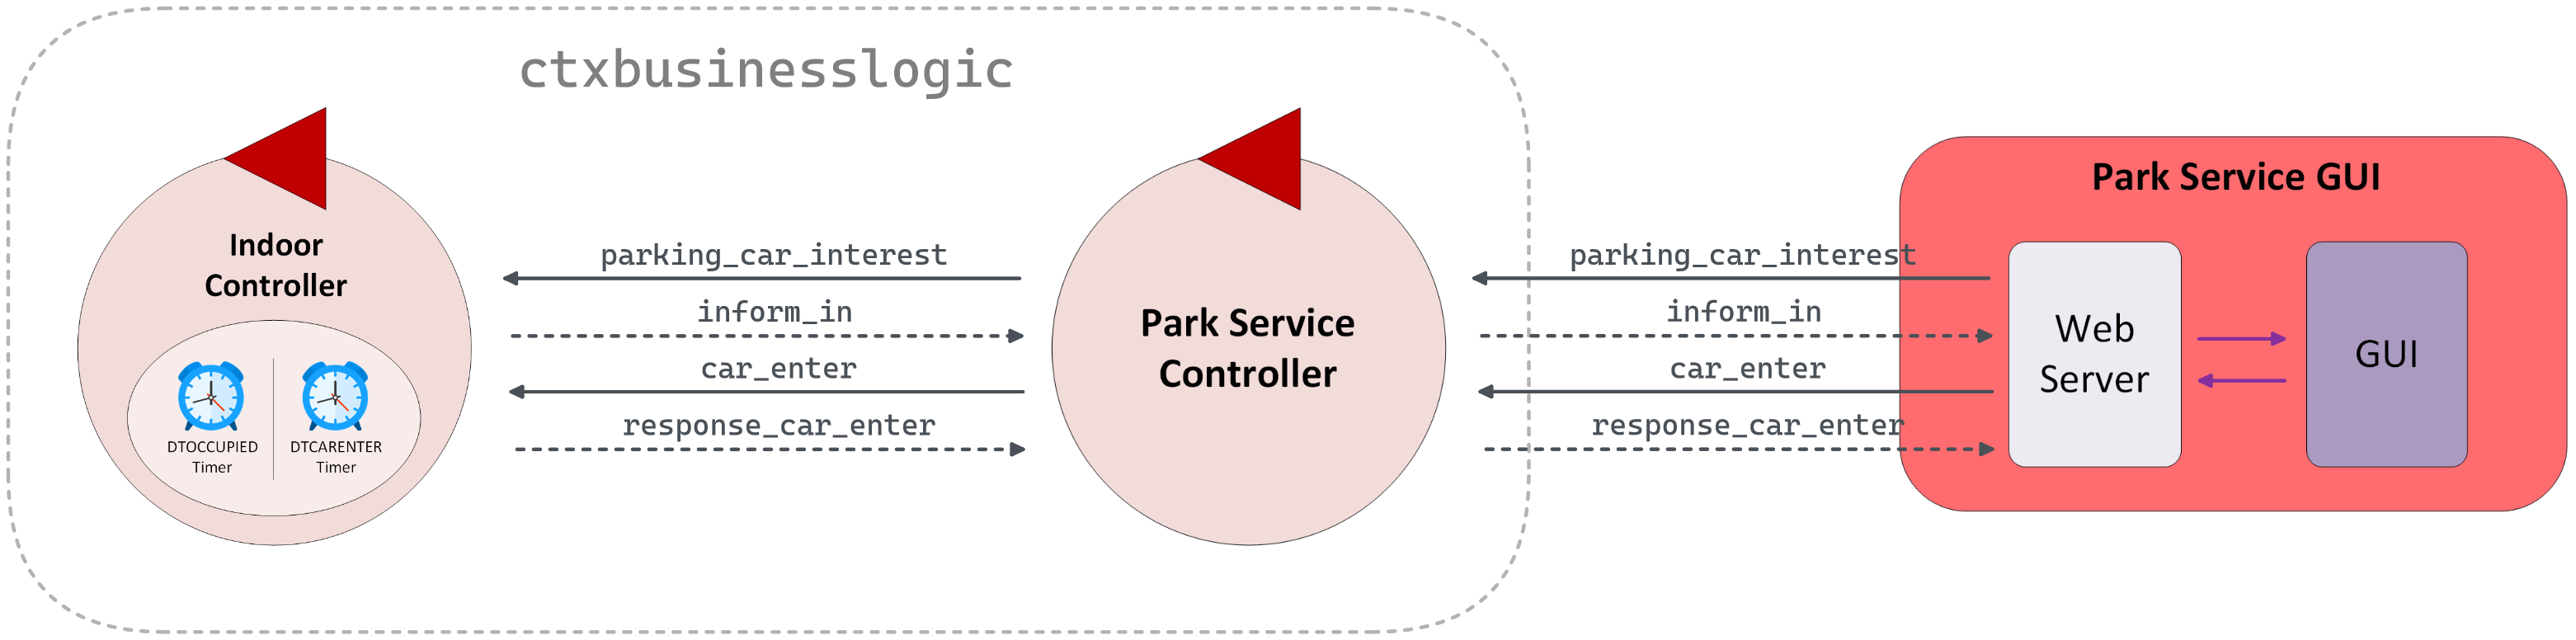 ctxbusinesslogic
Indoor
Controller
DTOCCUPIED
Timer
DTCARENTER
Timer
parking_car_interest
inform_in
car_enter
response_car_enter
Park Service
Controller
parking_car_interest
inform_in
car_enter
response_car_enter
Park Service GUI
Web
Server
GUI